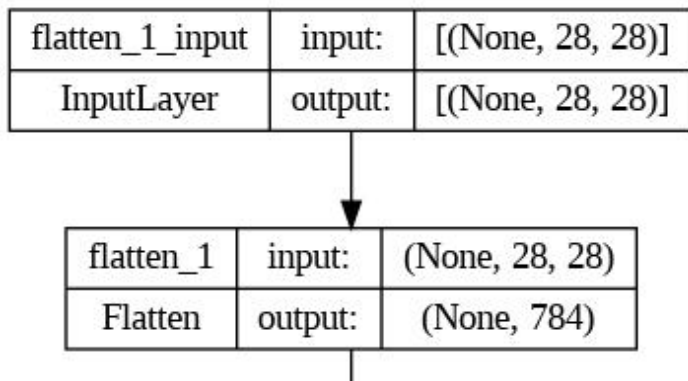 flatten_1_input input: [(None, 28, 28)]
InputLayer output: [(None, 28, 28)]
flatten_1 input: (None, 28, 28)
Flatten output: (None, 784)